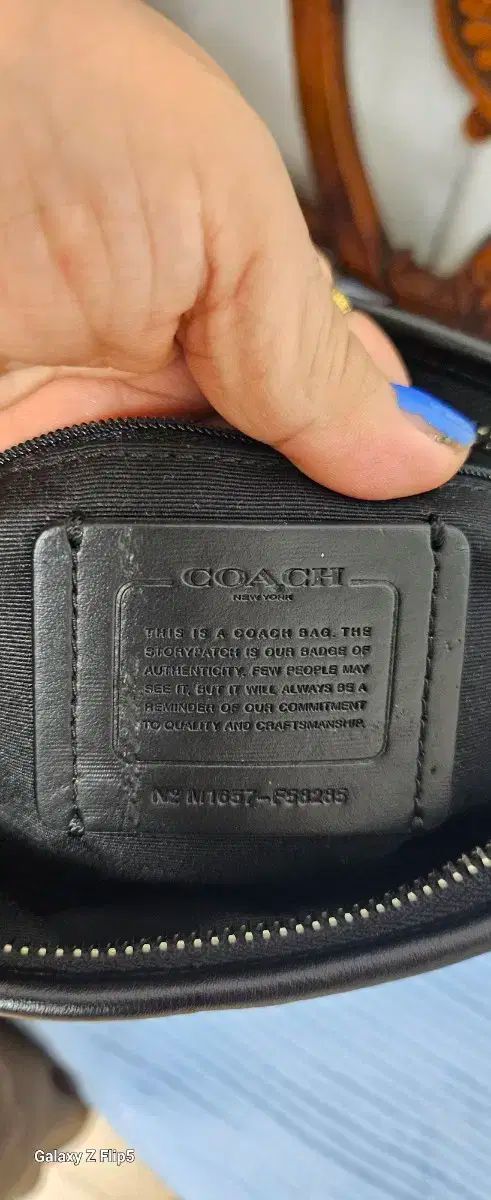 COACH
NEW YORK
THIS IS A COACH BAG. THE
STORYPATCH IS OUR BADGE OF
AUTHENTICITY. FEW PEOPLE MAY
SEE IT, BUT IT WILL ALWAYS BE A
REMINDER OF OUR COMMITMENT
TO QUALITY AND CRAFTSMANSHIP.
Nº M1657-F58285
Galaxy Z Flip5